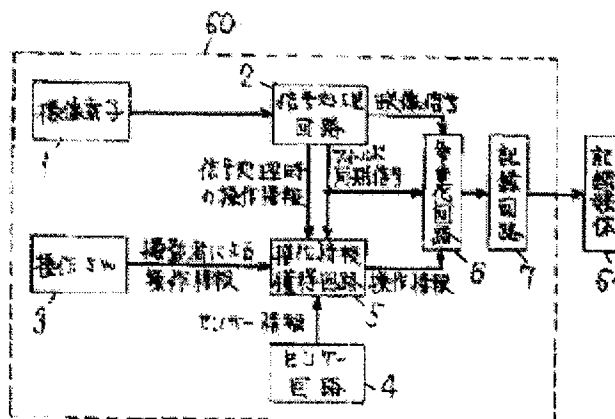 60
撮像素子
1
2
信号処理
回路
映像信号
フィールド
同期信号
信号処理時
の操作情報
多重化回路
6
記録回路
7
記録媒体
6
操作SW
3
撮影者による
操作情報
操作情報
獲得回路
5
操作情報
センサー情報
センサー
回路
4